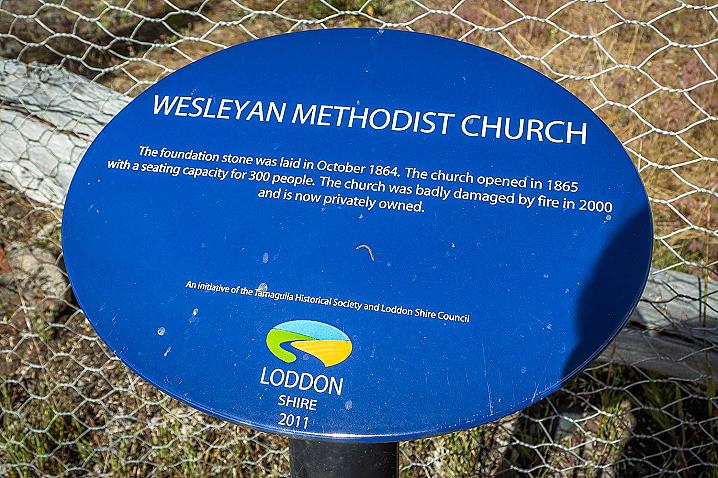 WESLEYAN METHODIST CHURCH
The foundation stone was laid in October 1864. The church opened in 1865
with a seating capacity for 300 people. The church was badly damaged by fire in 2000
and is now privately owned.
An initiative of the Tarnagulla Historical Society and Loddon Shire Council
LODDON
SHIRE
2011